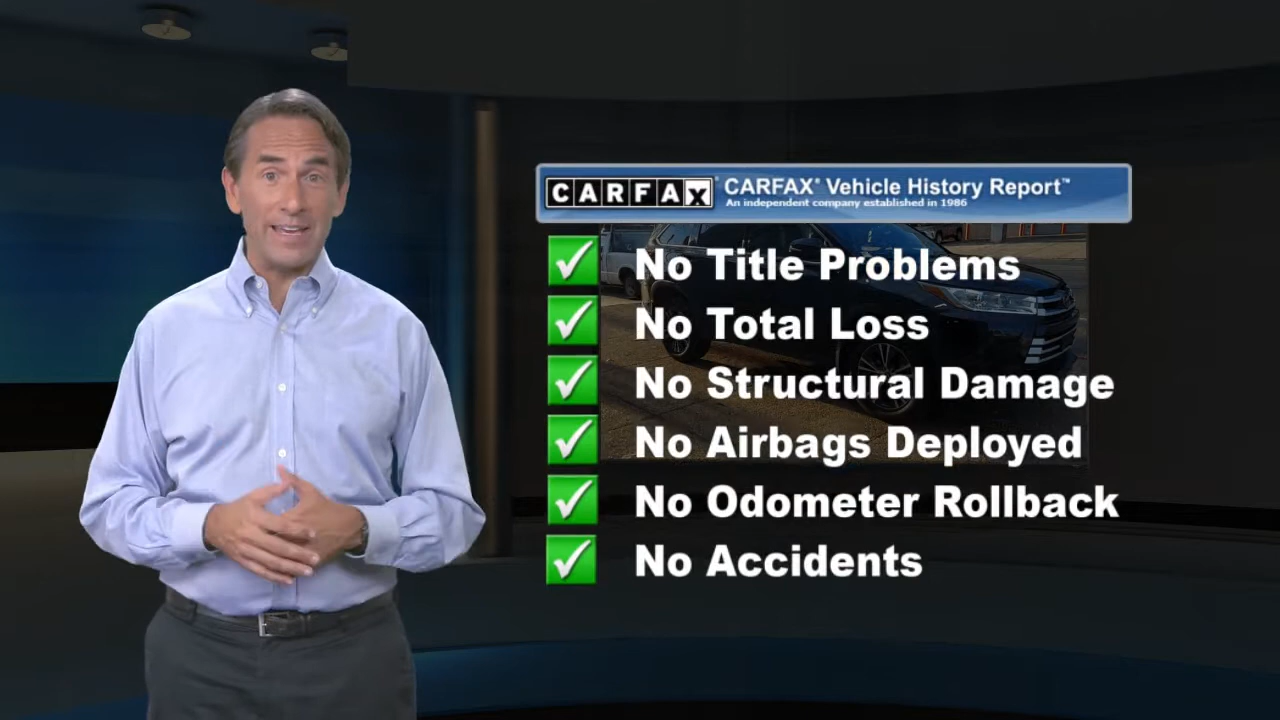 CARFAX® CARFAX® Vehicle History Report™
An independent company established in 1986
No Title Problems
No Total Loss
No Structural Damage
No Airbags Deployed
No Odometer Rollback
No Accidents